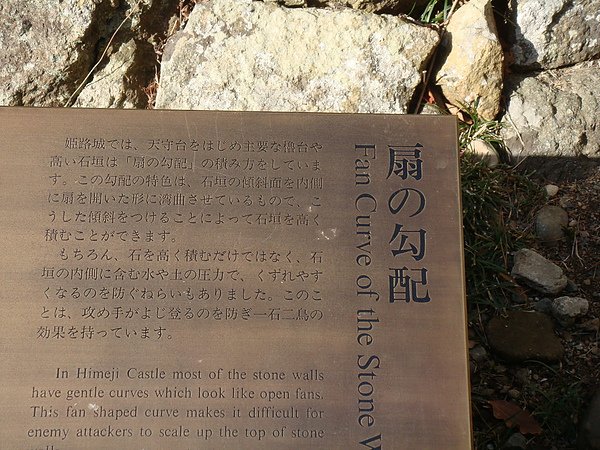 扇の勾配
Fan Curve of the Stone
姫路城では、天守台をはじめ主要な櫓台や
高い石垣は「扇の勾配」の積み方をしていま
す。この勾配の特色は、石垣の傾斜面を内側
に扇を開いた形に湾曲させているもので、こ
うした傾斜をつけることによって石垣を高く
積むことができます。
もちろん、石を高く積むだけではなく、石
垣の内側に含む水や土の圧力で、くずれやす
くなるのを防ぐねらいもありました。このこ
とは、攻め手がよじ登るのを防ぎ一石二鳥の
効果を持っています。
In Himeji Castle most of the stone walls
have gentle curves which look like open fans.
This fan shaped curve makes it difficult for
enemy attackers to scale up the top of stone